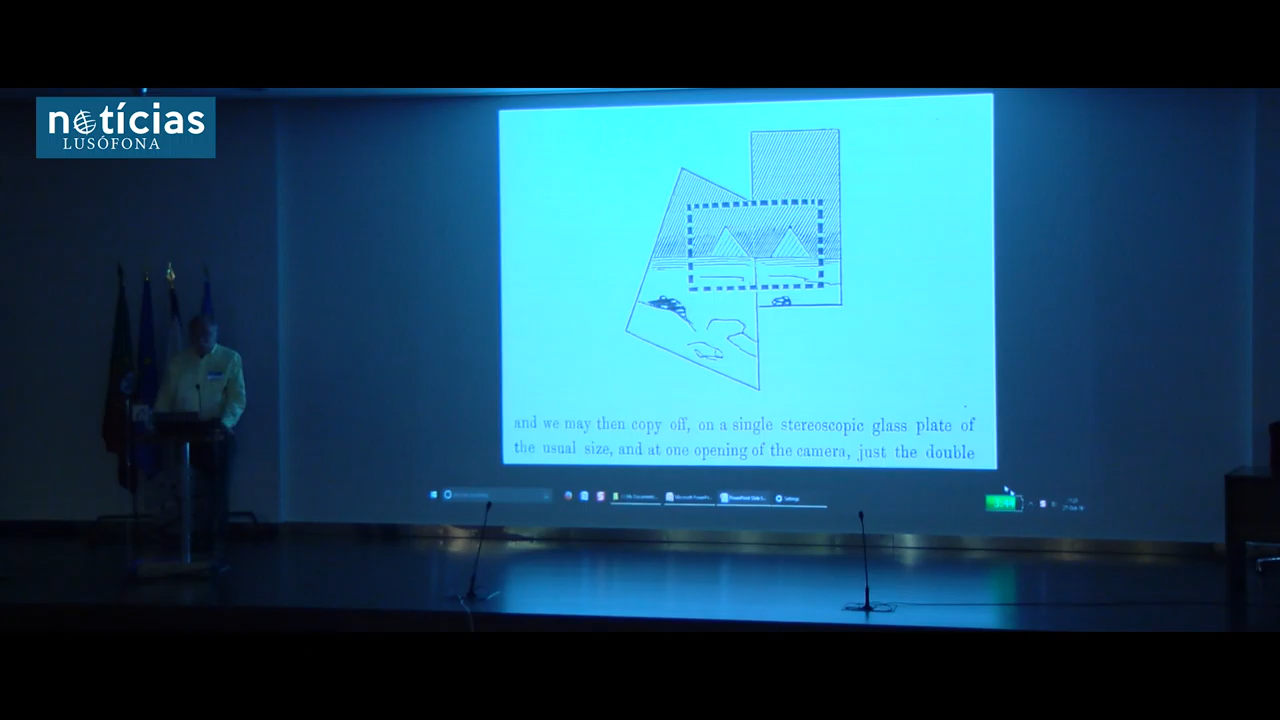 notícias
LUSÓFONA
and we may then copy off, on a single stereoscopic glass plate of
the usual size, and at one opening of the camera, just the double
Settings